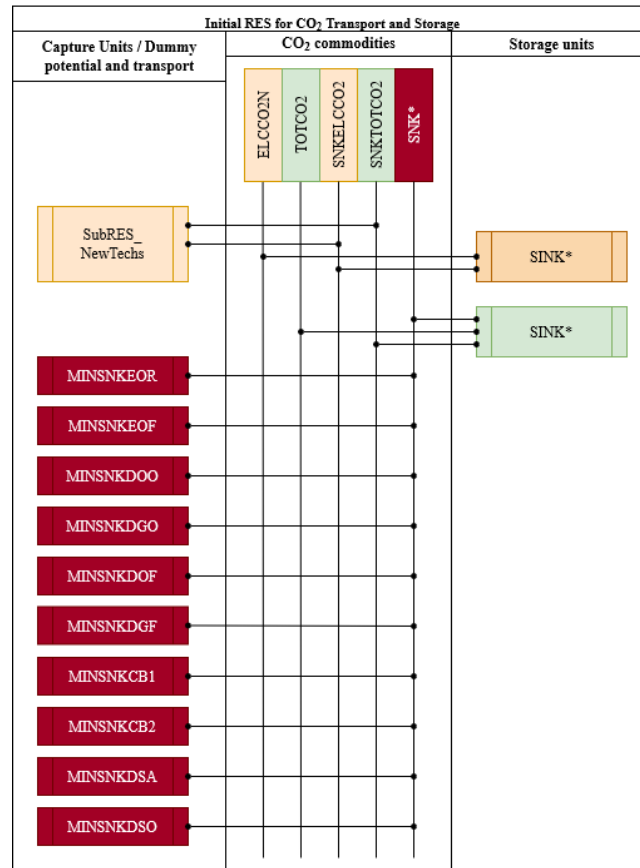 Initial RES for CO₂ Transport and Storage
Capture Units / Dummy
potential and transport
CO₂ commodities
Storage units
ELCCO2N
TOTCO2
SNKELCCO2
SNKTOTCO2
SNK*
SubRES_
NewTechs
SINK*
SINK*
MINSNKEOR
MINSNKEOF
MINSNKDOO
MINSNKDGO
MINSNKDOF
MINSNKDGF
MINSNKCB1
MINSNKCB2
MINSNKDSA
MINSNKDSO